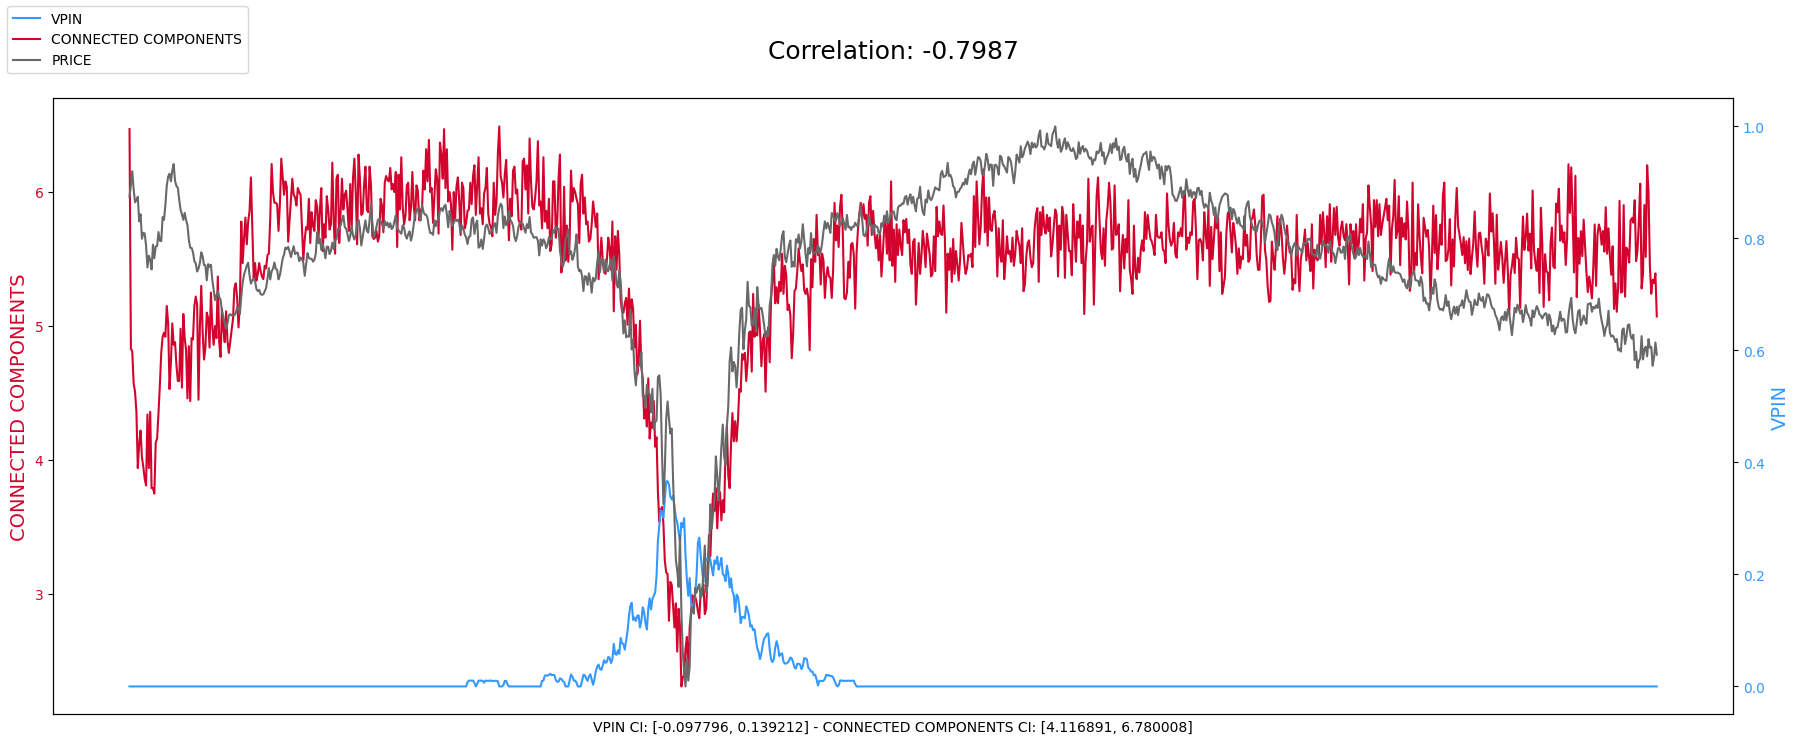 VPIN
CONNECTED COMPONENTS
PRICE
Correlation: -0.7987
CONNECTED COMPONENTS
6
5
4
3
1.0
0.8
0.6
0.4
0.2
0.0
VPIN
VPIN CI: [-0.097796, 0.139212] - CONNECTED COMPONENTS CI: [4.116891, 6.780008]